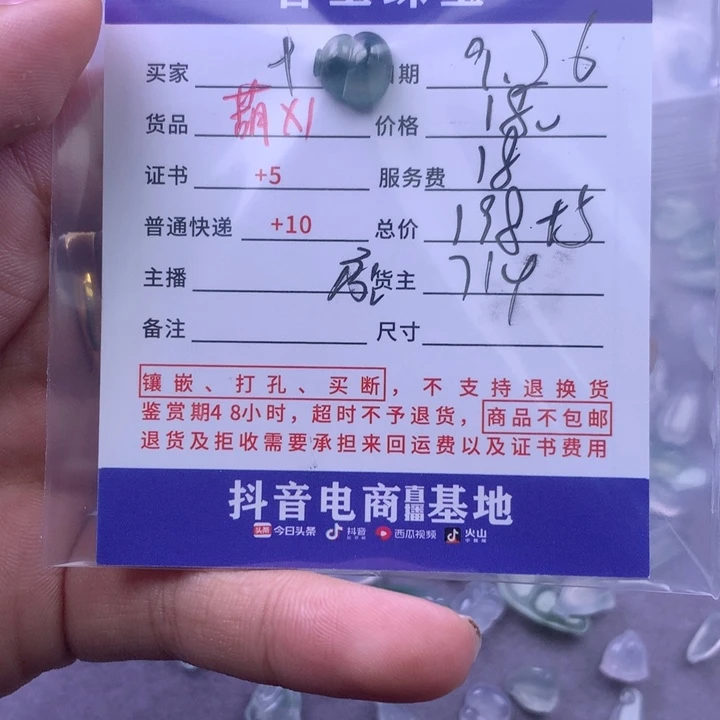 买家 期 9.26
货品 葫X1 价格 180
证书 +5 服务费 18
普通快递 +10 总价 198+5
主播 货主 714
备注 尺寸
镶嵌、打孔、买断，不支持退换货
鉴赏期48小时，超时不予退货，商品不包邮
退货及拒收需要承担来回运费以及证书费用
抖音电商直播基地
头条 今日头条 抖音 西瓜视频 火山